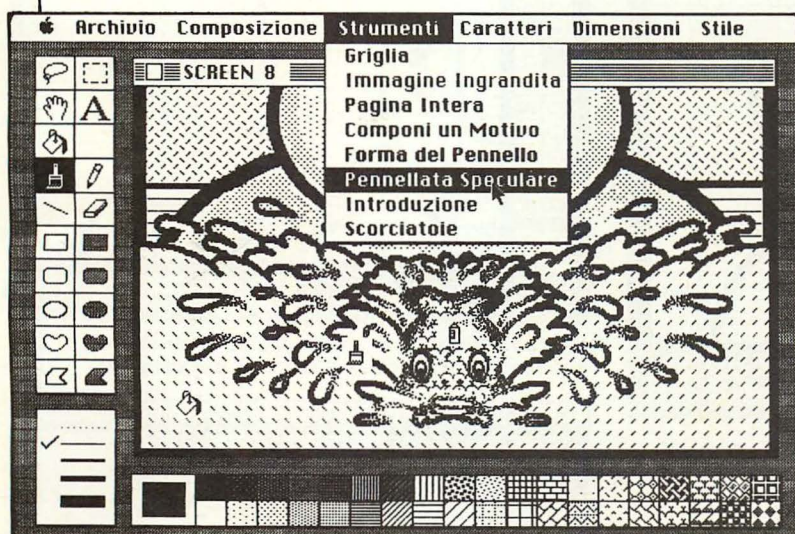 Archivio Composizione Strumenti Caratteri Dimensioni Stile
SCREEN 8
Griglia
Immagine Ingrandita
Pagina Intera
Componi un Motivo
Forma del Pennello
Pennellata Speculare
Introduzione
Scorciatoie
A